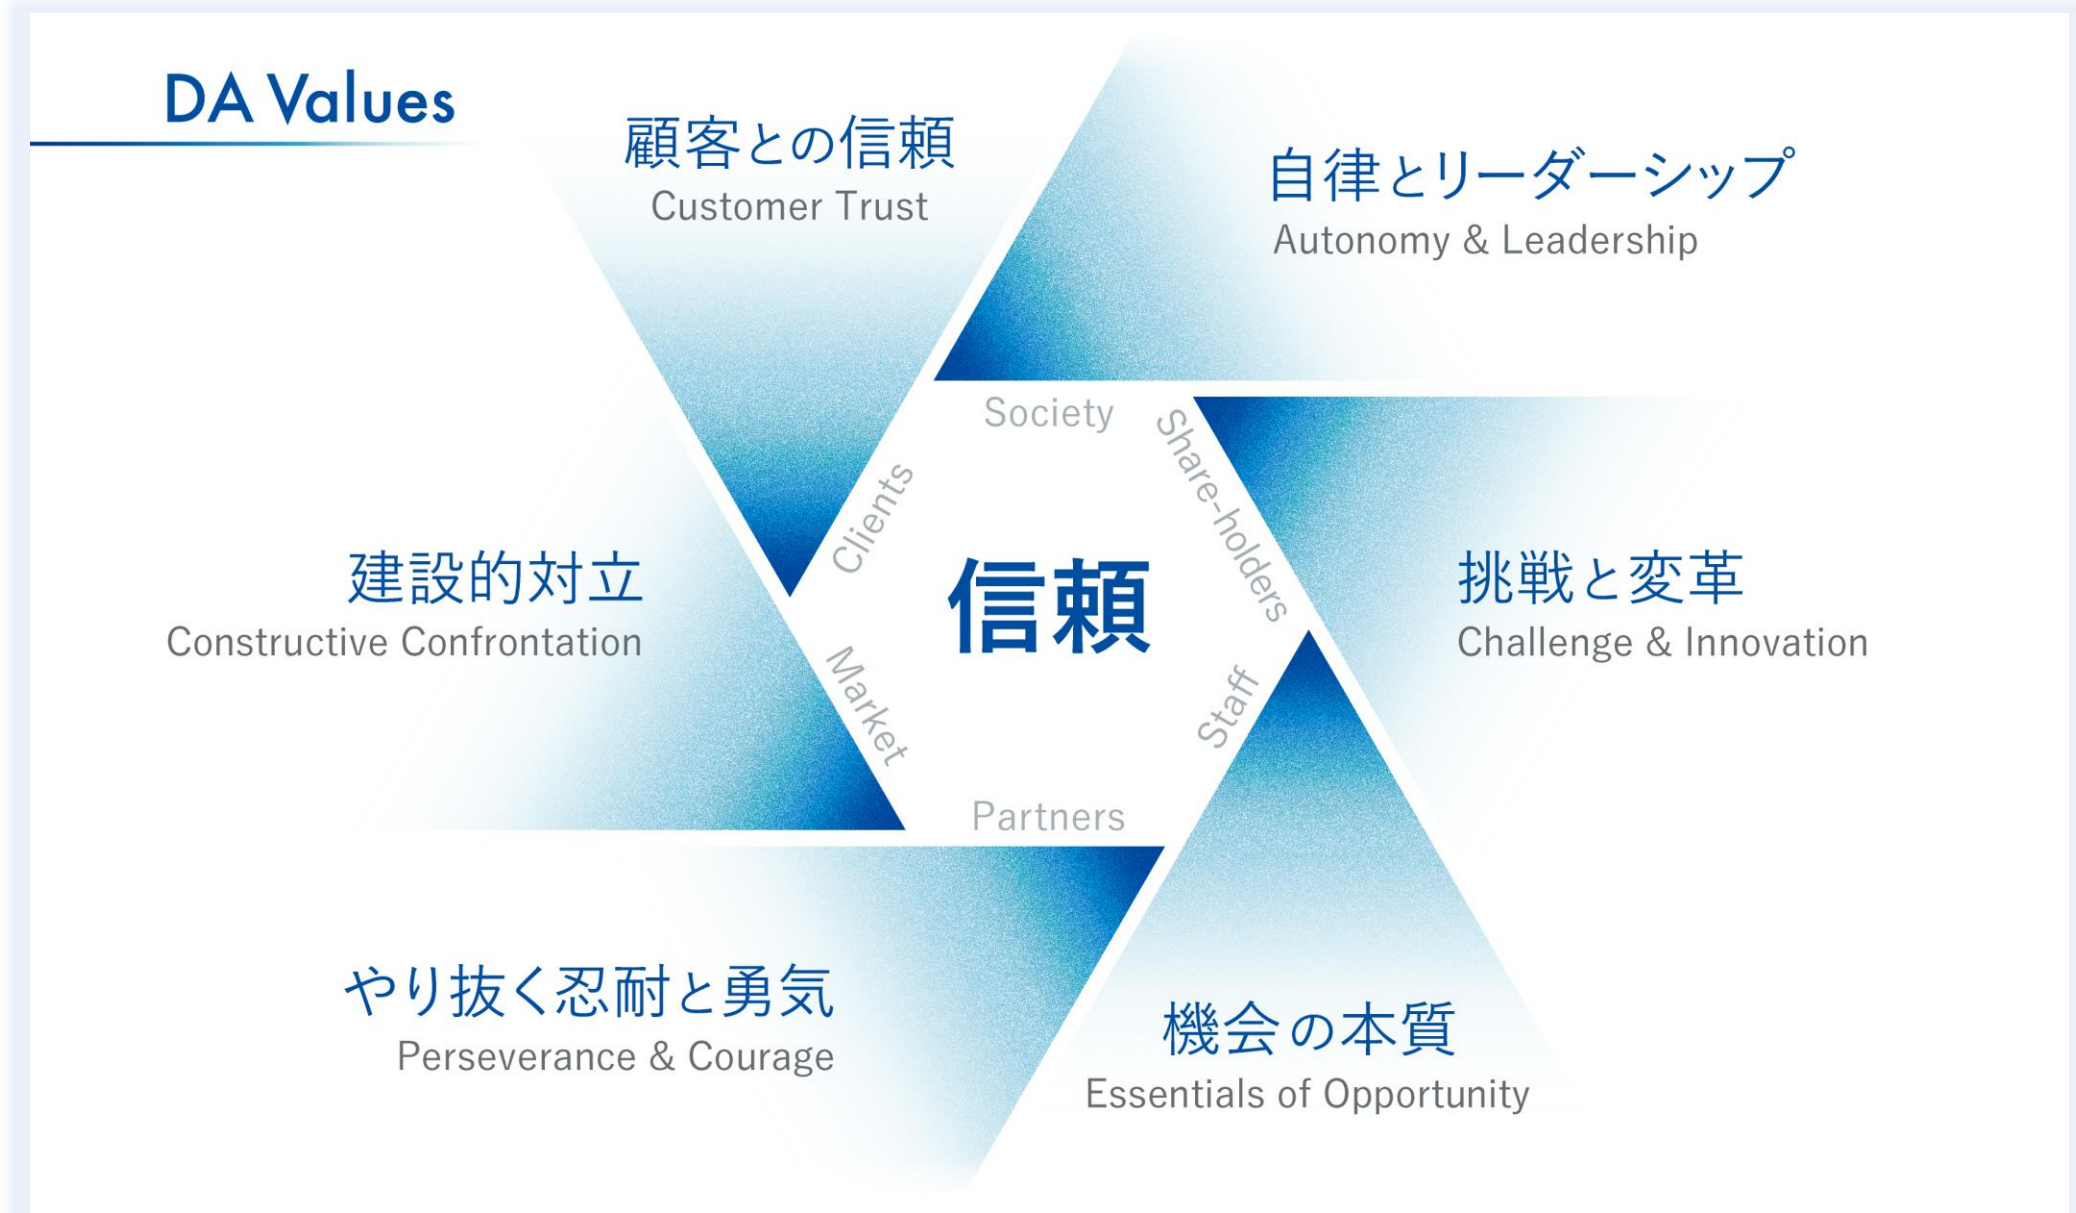 DA Values
顧客との信頼
Customer Trust
自律とリーダーシップ
Autonomy & Leadership
Society
Share-holders
Clients
信頼
建設的対立
Constructive Confrontation
挑戦と変革
Challenge & Innovation
Market
Staff
Partners
やり抜く忍耐と勇気
Perseverance & Courage
機会の本質
Essentials of Opportunity